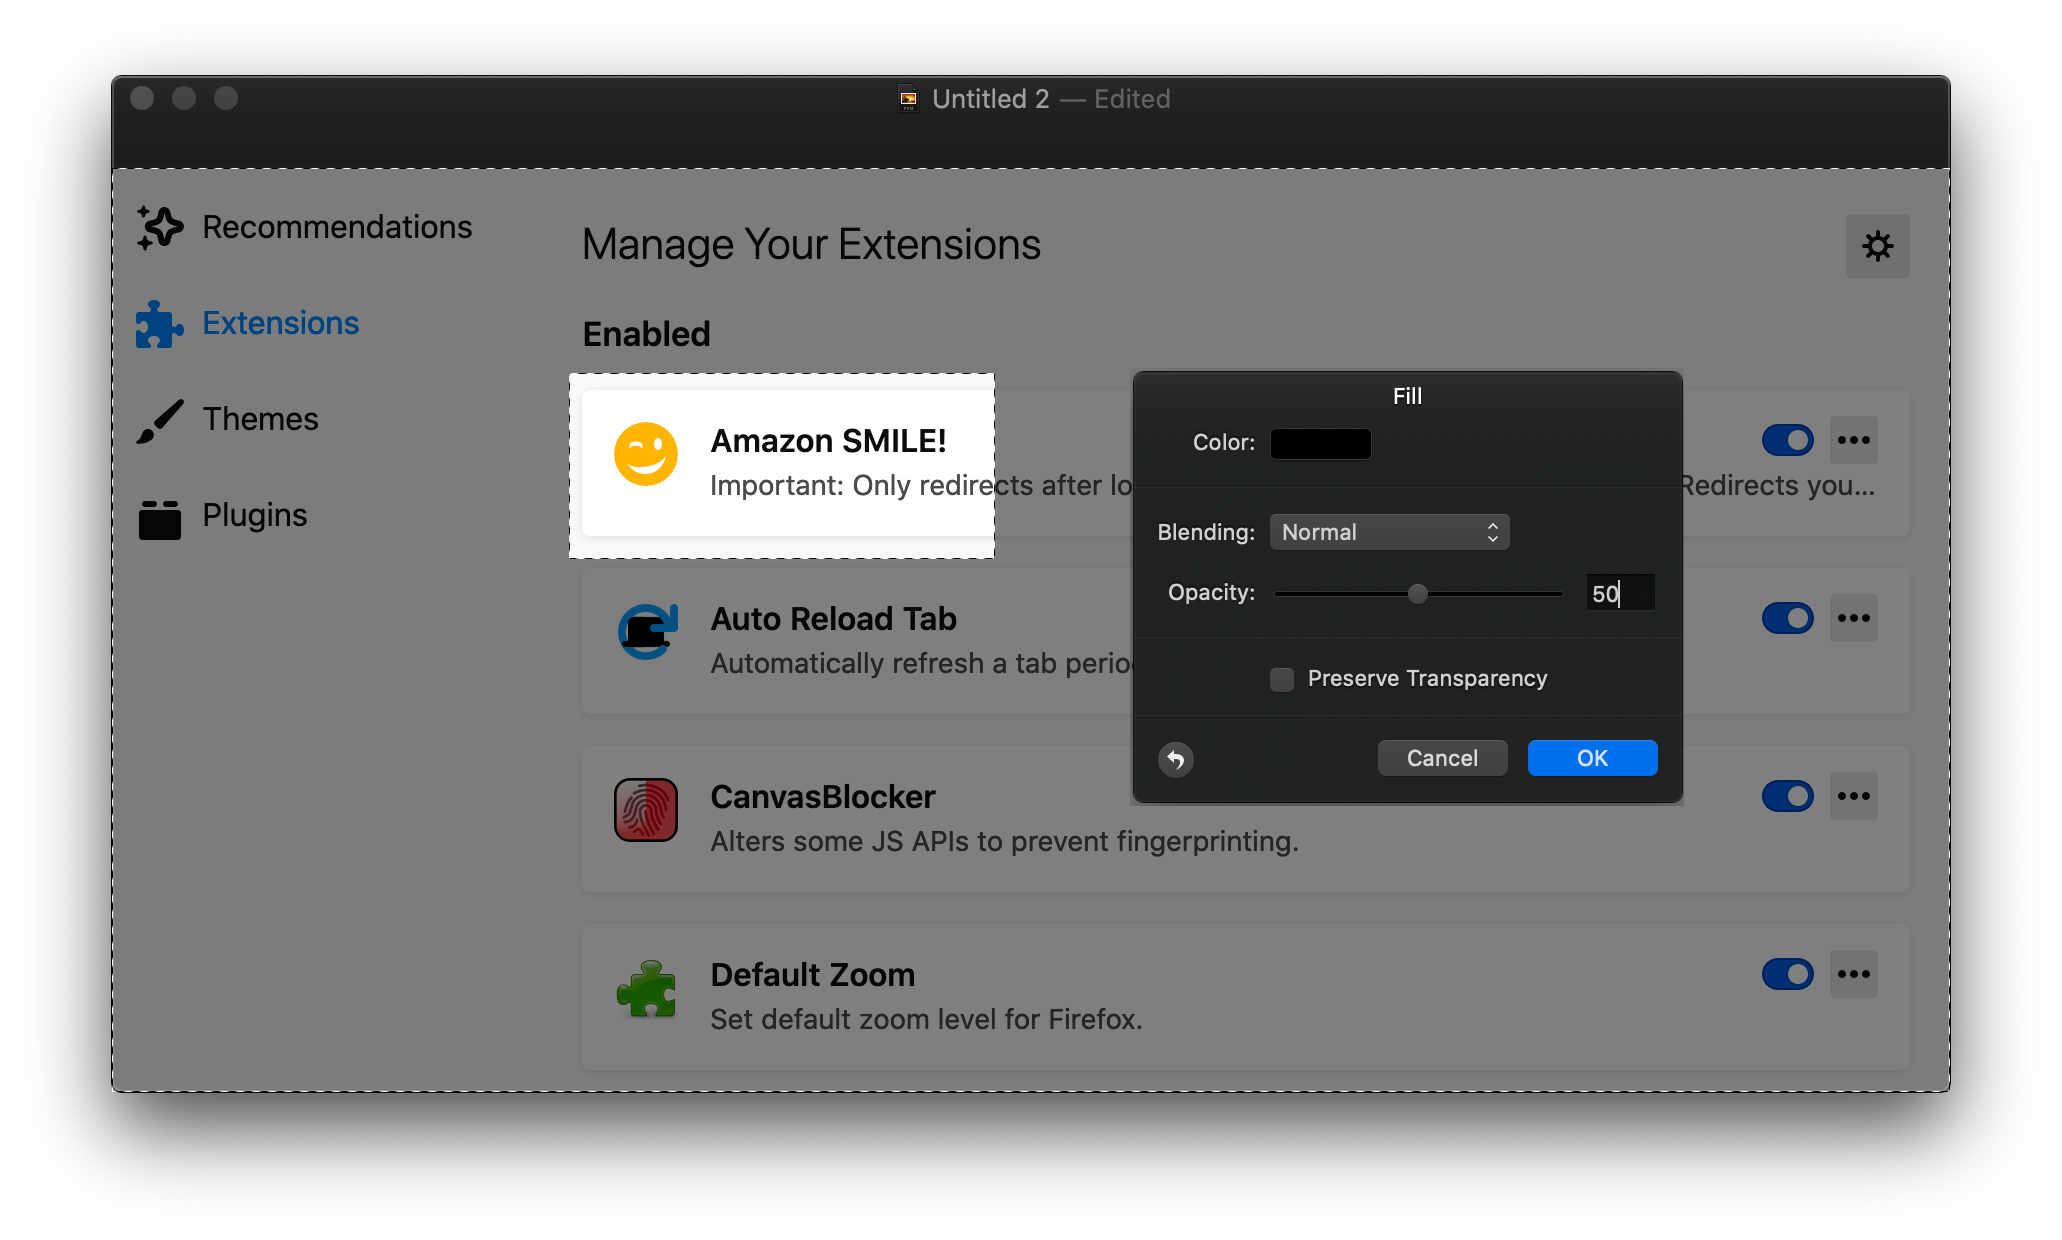 Untitled 2 — Edited
Recommendations
Extensions
Themes
Plugins
Manage Your Extensions
Enabled
Amazon SMILE!
Important: Only redirects after lo
Redirects you...
Auto Reload Tab
Automatically refresh a tab perio
CanvasBlocker
Alters some JS APIs to prevent fingerprinting.
Default Zoom
Set default zoom level for Firefox.
Fill
Color:
Blending: Normal
Opacity: 50
Preserve Transparency
Cancel OK